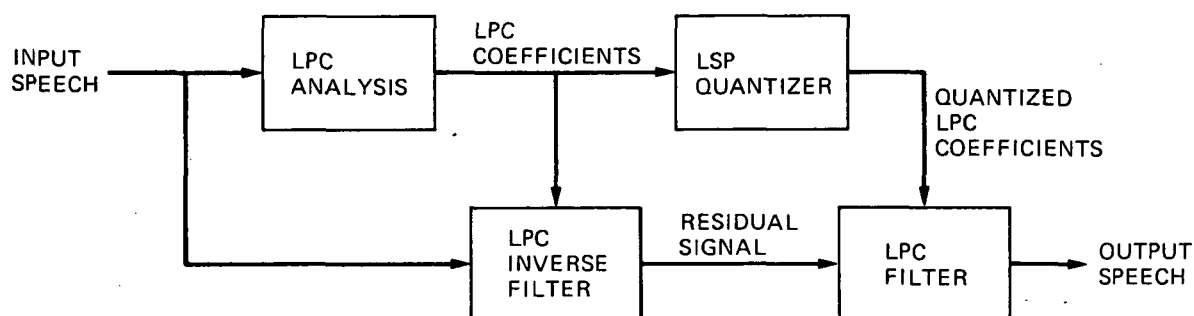 INPUT
SPEECH
LPC
ANALYSIS
LPC
COEFFICIENTS
LSP
QUANTIZER
QUANTIZED
LPC
COEFFICIENTS
LPC
INVERSE
FILTER
RESIDUAL
SIGNAL
LPC
FILTER
OUTPUT
SPEECH